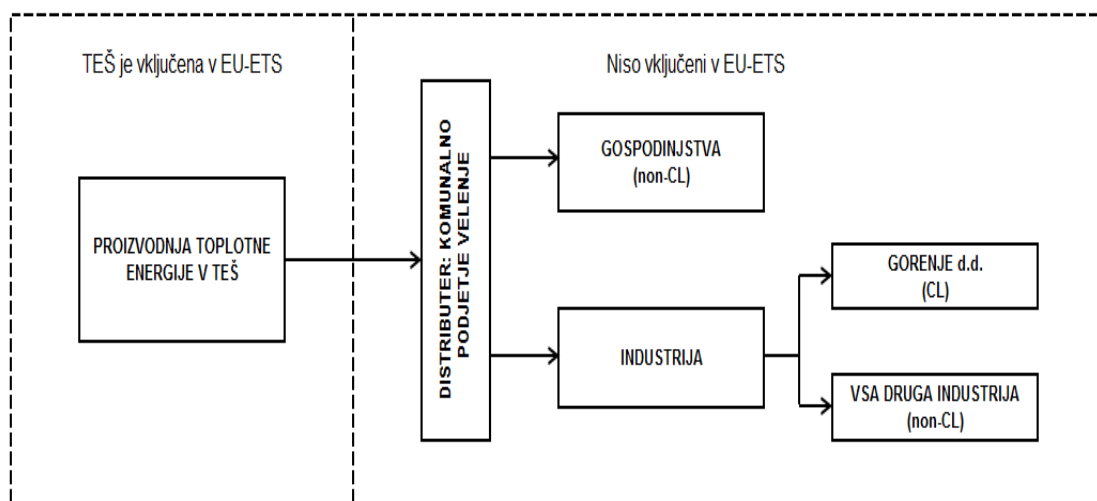 TEŠ je vključena v EU-ETS
Niso vključeni v EU-ETS
PROIZVODNJA TOPLOTNE
ENERGIJE V TEŠ
DISTRIBUTER: KOMUNALNO
PODJETJE VELENJE
GOSPODINJSTVA
(non-CL)
INDUSTRIJA
GORENJE d.d.
(CL)
VSA DRUGA INDUSTRIJA
(non-CL)